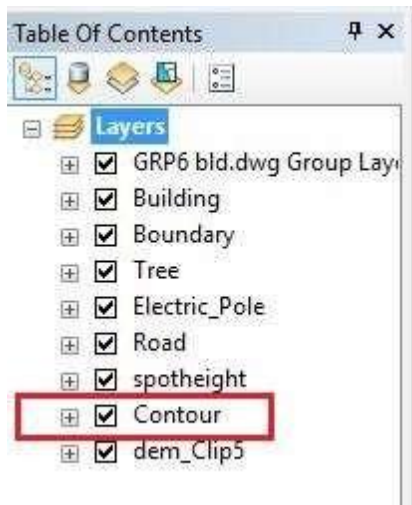 Table Of Contents
Layers
GRP6 bld.dwg Group Lay
Building
Boundary
Tree
Electric_Pole
Road
spotheight
Contour
dem_Clip5